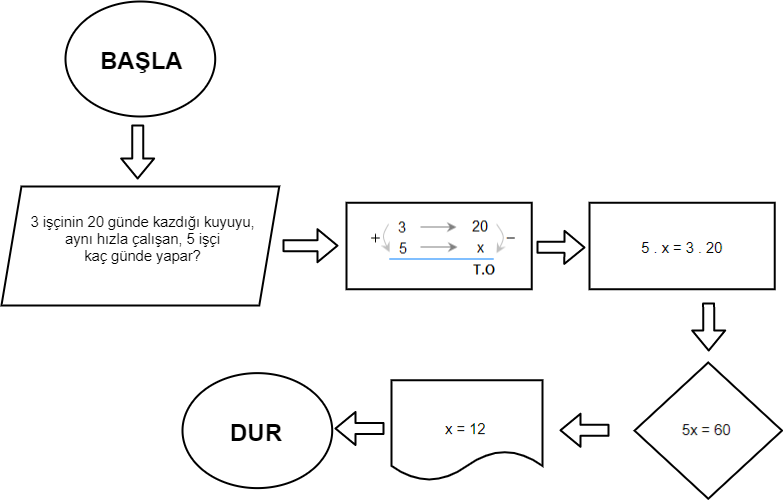 BAŞLA
3 işçinin 20 günde kazdığı kuyuyu,
aynı hızla çalışan, 5 işçi
kaç günde yapar?
+ 3 20 –
5 x
T.O
5 . x = 3 . 20
5x = 60
x = 12
DUR